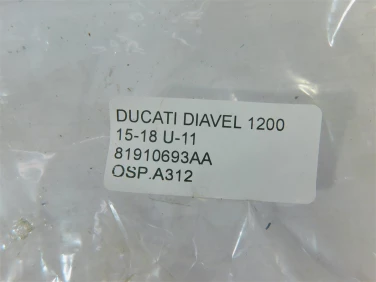 DUCATI DIAVEL 1200
15-18 U-11
81910693AA
OSP.A312